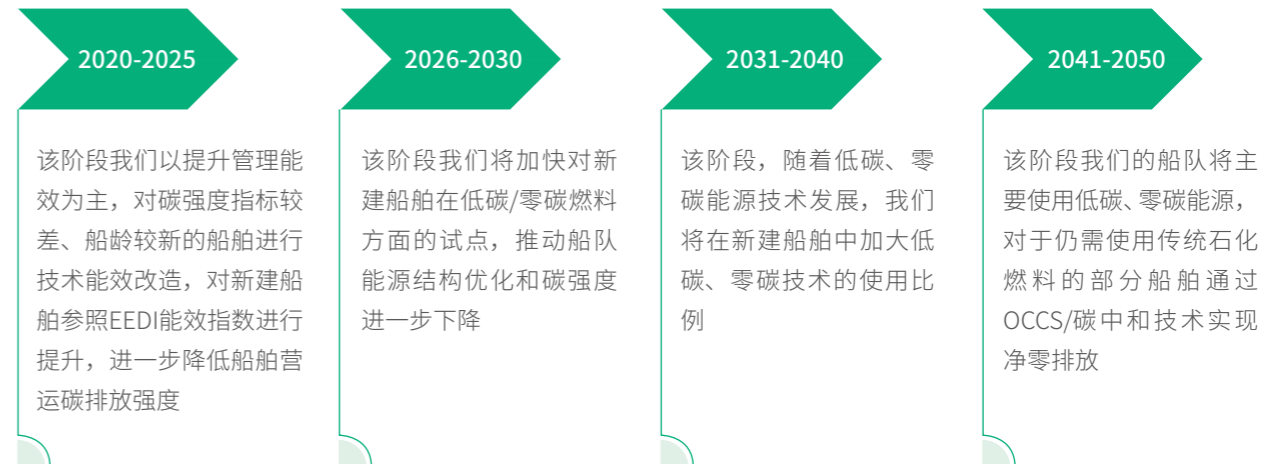 2020-2025
该阶段我们以提升管理能
效为主，对碳强度指标较
差、船龄较新的船舶进行
技术能效改造，对新建船
舶参照EEDI能效指数进行
提升，进一步降低船舶营
运碳排放强度
2026-2030
该阶段我们将加快对新
建船舶在低碳/零碳燃料
方面的试点，推动船队
能源结构优化和碳强度
进一步下降
2031-2040
该阶段，随着低碳、零
碳能源技术发展，我们
将在新建船舶中加大低
碳、零碳技术的使用比
例
2041-2050
该阶段我们的船队将主
要使用低碳、零碳能源，
对于仍需使用传统石化
燃料的部分船舶通过
OCCS/碳中和技术实现
净零排放